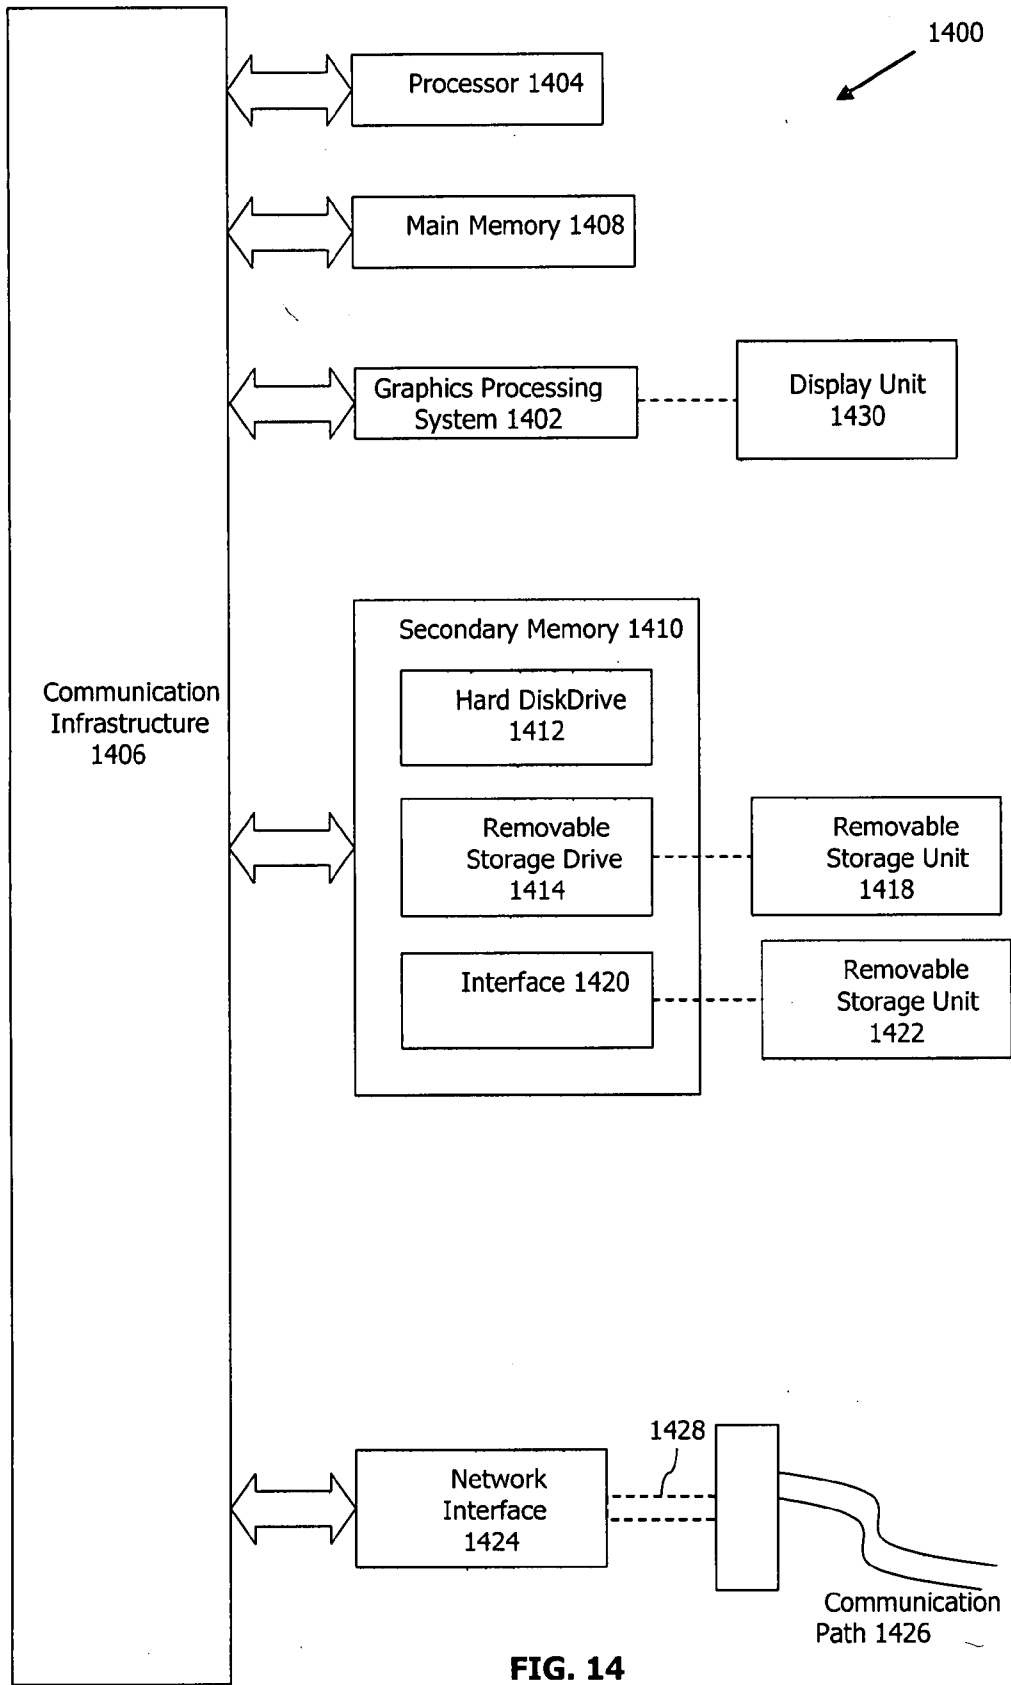 1400
Processor 1404
Main Memory 1408
Graphics Processing
System 1402
Display Unit
1430
Secondary Memory 1410
Hard DiskDrive
1412
Communication
Infrastructure
1406
Removable
Storage Drive
1414
Removable
Storage Unit
1418
Interface 1420
Removable
Storage Unit
1422
1428
Network
Interface
1424
Communication
Path 1426
FIG. 14